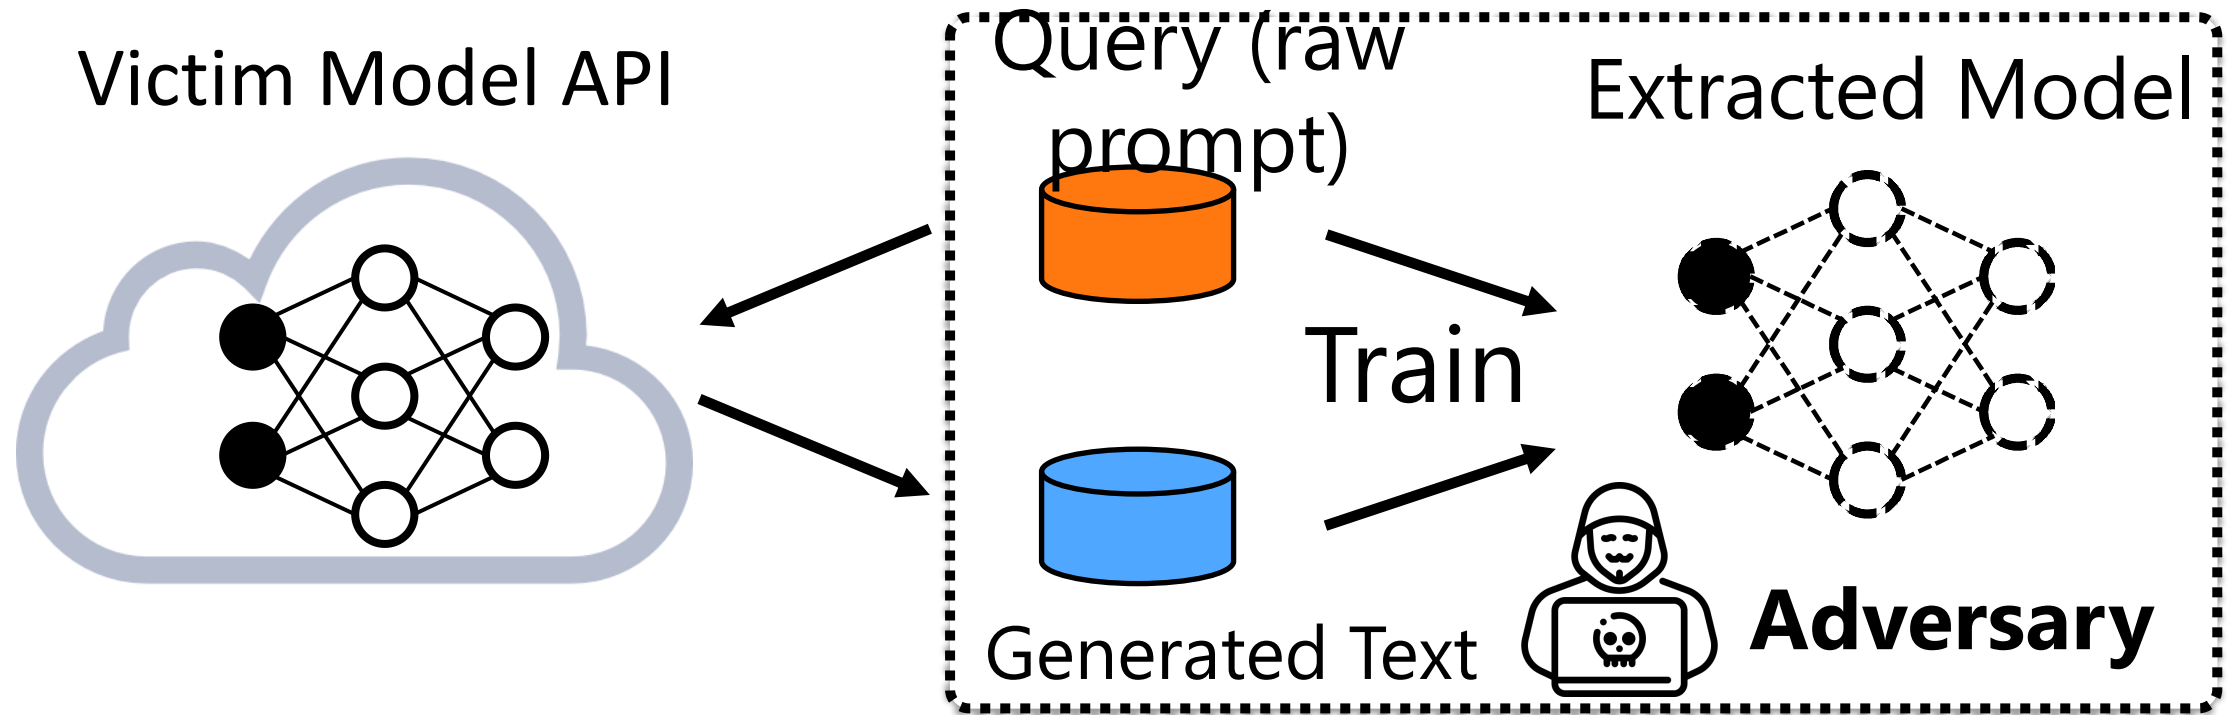 Victim Model API
Query (raw
prompt)
Extracted Model
Train
Generated Text
Adversary